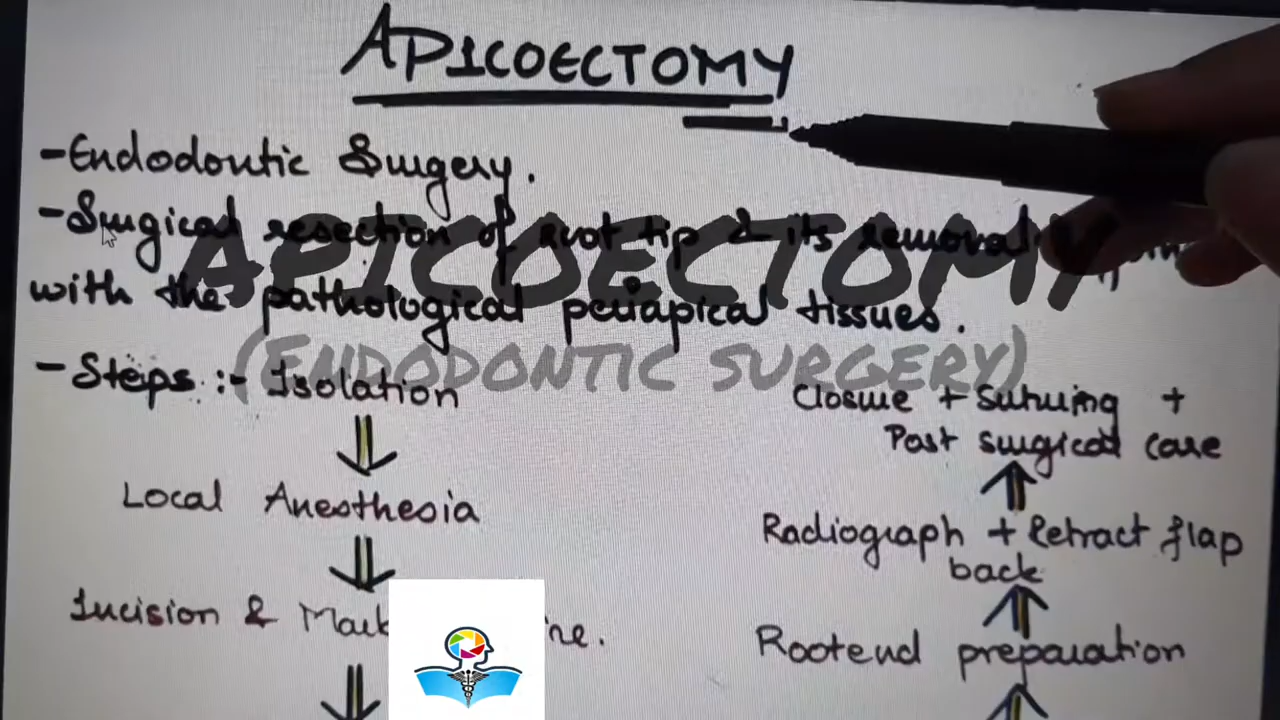 APICOECTOMY
- Endodontic Surgery.
- Surgical resection of root tip & its removal
with the pathological periapical tissues.
APICOECTOMY
(ENDODONTIC SURGERY)
- Steps :- Isolation
Local Anesthesia
Incision &
Closure + Suturing +
Post surgical care
Radiograph + Retract flap
back
Rootend preparation